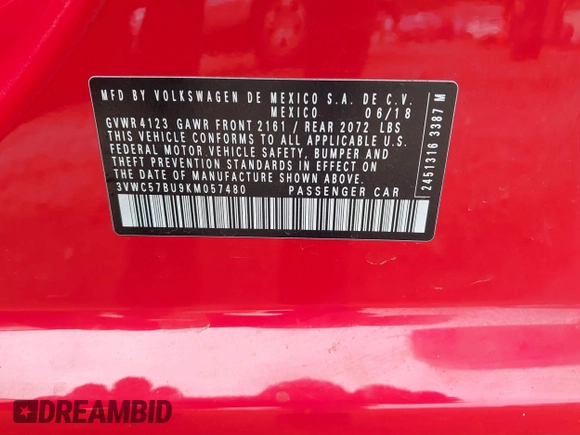 MFD BY VOLKSWAGEN DE MEXICO S.A. DE C.V.
MEXICO 06/18
GVWR 4123 GAWR FRONT 2161 / REAR 2072 LBS
THIS VEHICLE CONFORMS TO ALL APPLICABLE U.S.
FEDERAL MOTOR VEHICLE SAFETY, BUMPER AND
THEFT PREVENTION STANDARDS IN EFFECT ON
THE DATE OF MANUFACTURE SHOWN ABOVE.
3VWC57BU9KM057480 PASSENGER CAR
2451316 3387 M
DREAMBID